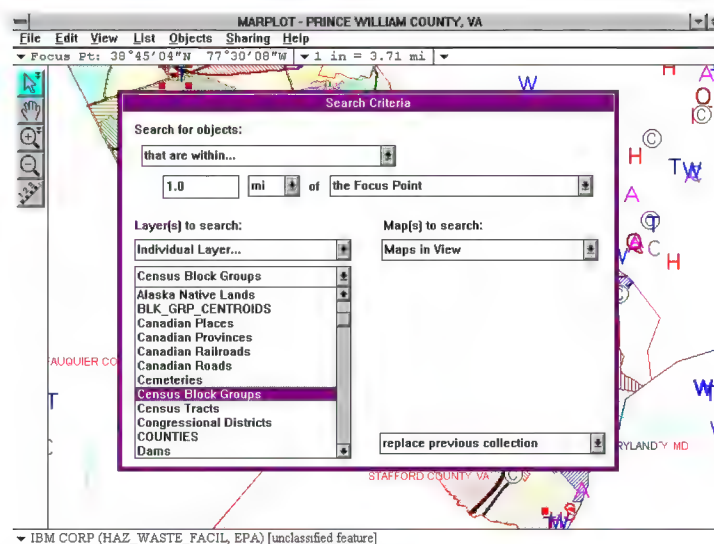 MARPLOT - PRINCE WILLIAM COUNTY, VA
File Edit View List Objects Sharing Help
Focus Pt: 38°45'04"N 77°30'08"W 1 in = 3.71 mi
Search Criteria
Search for objects:
that are within...
1.0 mi of the Focus Point
Layer(s) to search: Map(s) to search:
Individual Layer... Maps in View
Census Block Groups
Alaska Native Lands
BLK_GRP_CENTROIDS
Canadian Places
Canadian Provinces
Canadian Railroads
Canadian Roads
Cemeteries
Census Block Groups
Census Tracts
Congressional Districts
COUNTIES
Dams
replace previous collection
W
H
A
O
©
H
T
W
A
©
T
A
C
H
W
AUQUIER CO
T
C
RYLAND
MD
STAFFORD COUNTY VA
©
A
TW
IBM CORP (HAZ WASTE FACIL, EPA) [unclassified feature]